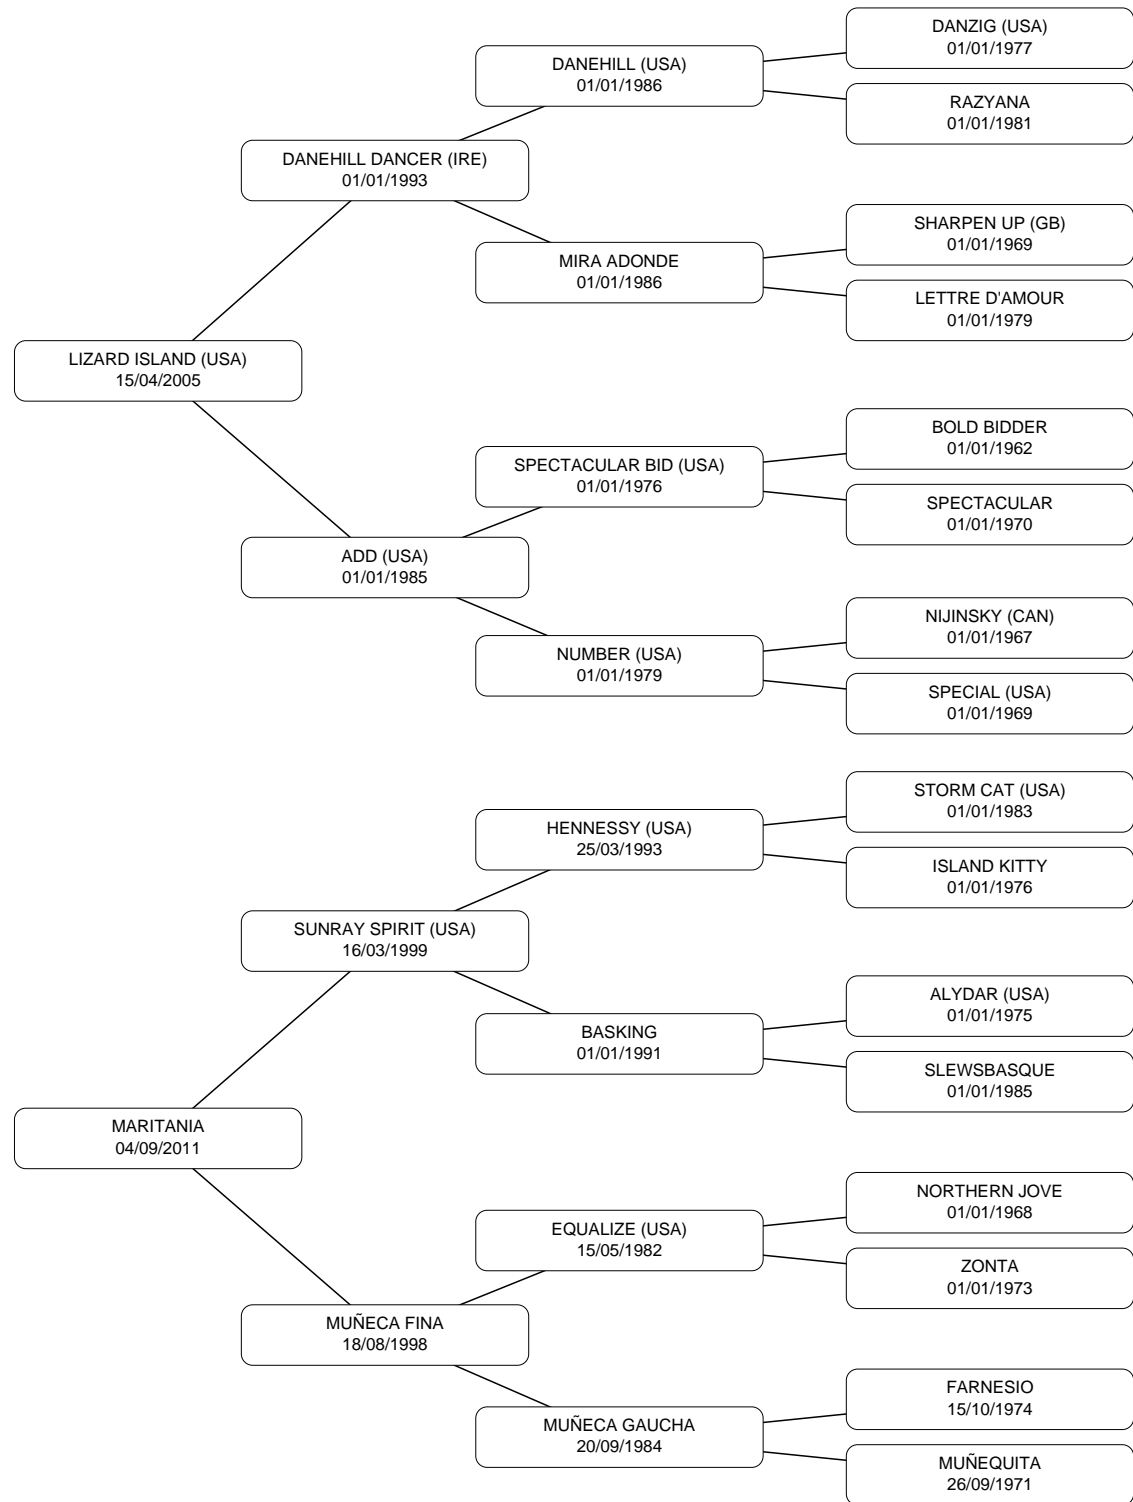 DANZIG (USA)
01/01/1977
DANEHILL (USA)
01/01/1986
RAZYANA
01/01/1981
DANEHILL DANCER (IRE)
01/01/1993
SHARPEN UP (GB)
01/01/1969
MIRA ADONDE
01/01/1986
LETTRE D'AMOUR
01/01/1979
LIZARD ISLAND (USA)
15/04/2005
BOLD BIDDER
01/01/1962
SPECTACULAR BID (USA)
01/01/1976
SPECTACULAR
01/01/1970
ADD (USA)
01/01/1985
NIJINSKY (CAN)
01/01/1967
NUMBER (USA)
01/01/1979
SPECIAL (USA)
01/01/1969
STORM CAT (USA)
01/01/1983
HENNESSY (USA)
25/03/1993
ISLAND KITTY
01/01/1976
SUNRAY SPIRIT (USA)
16/03/1999
ALYDAR (USA)
01/01/1975
BASKING
01/01/1991
SLEWSBASQUE
01/01/1985
MARITANIA
04/09/2011
NORTHERN JOVE
01/01/1968
EQUALIZE (USA)
15/05/1982
ZONTA
01/01/1973
MUÑECA FINA
18/08/1998
FARNESIO
15/10/1974
MUÑECA GAUCHA
20/09/1984
MUÑEQUITA
26/09/1971